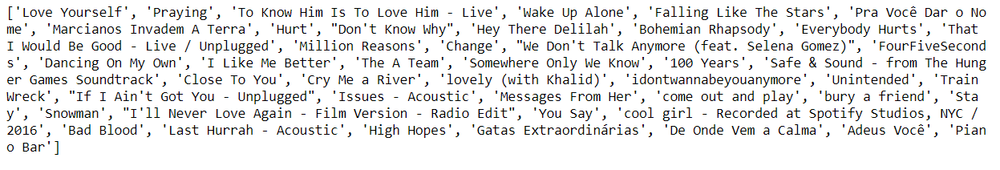 ['Love Yourself', 'Praying', 'To Know Him Is To Love Him - Live', 'Wake Up Alone', 'Falling Like The Stars', 'Pra Você Dar o No
me', 'Marcianos Invadem A Terra', 'Hurt', "Don't Know Why", 'Hey There Delilah', 'Bohemian Rhapsody', 'Everybody Hurts', 'That
I Would Be Good - Live / Unplugged', 'Million Reasons', 'Change', "We Don't Talk Anymore (feat. Selena Gomez)", 'FourFiveSecond
s', 'Dancing On My Own', 'I Like Me Better', 'The A Team', 'Somewhere Only We Know', '100 Years', 'Safe & Sound - from The Hung
er Games Soundtrack', 'Close To You', 'Cry Me a River', 'lovely (with Khalid)', 'idontwannabeyouanymore', 'Unintended', 'Train
Wreck', "If I Ain't Got You - Unplugged", 'Issues - Acoustic', 'Messages From Her', 'come out and play', 'bury a friend', 'Sta
y', 'Snowman', "I'll Never Love Again - Film Version - Radio Edit", 'You Say', 'cool girl - Recorded at Spotify Studios, NYC /
2016', 'Bad Blood', 'Last Hurrah - Acoustic', 'High Hopes', 'Gatas Extraordinárias', 'De Onde Vem a Calma', 'Adeus Você', 'Pian
o Bar']